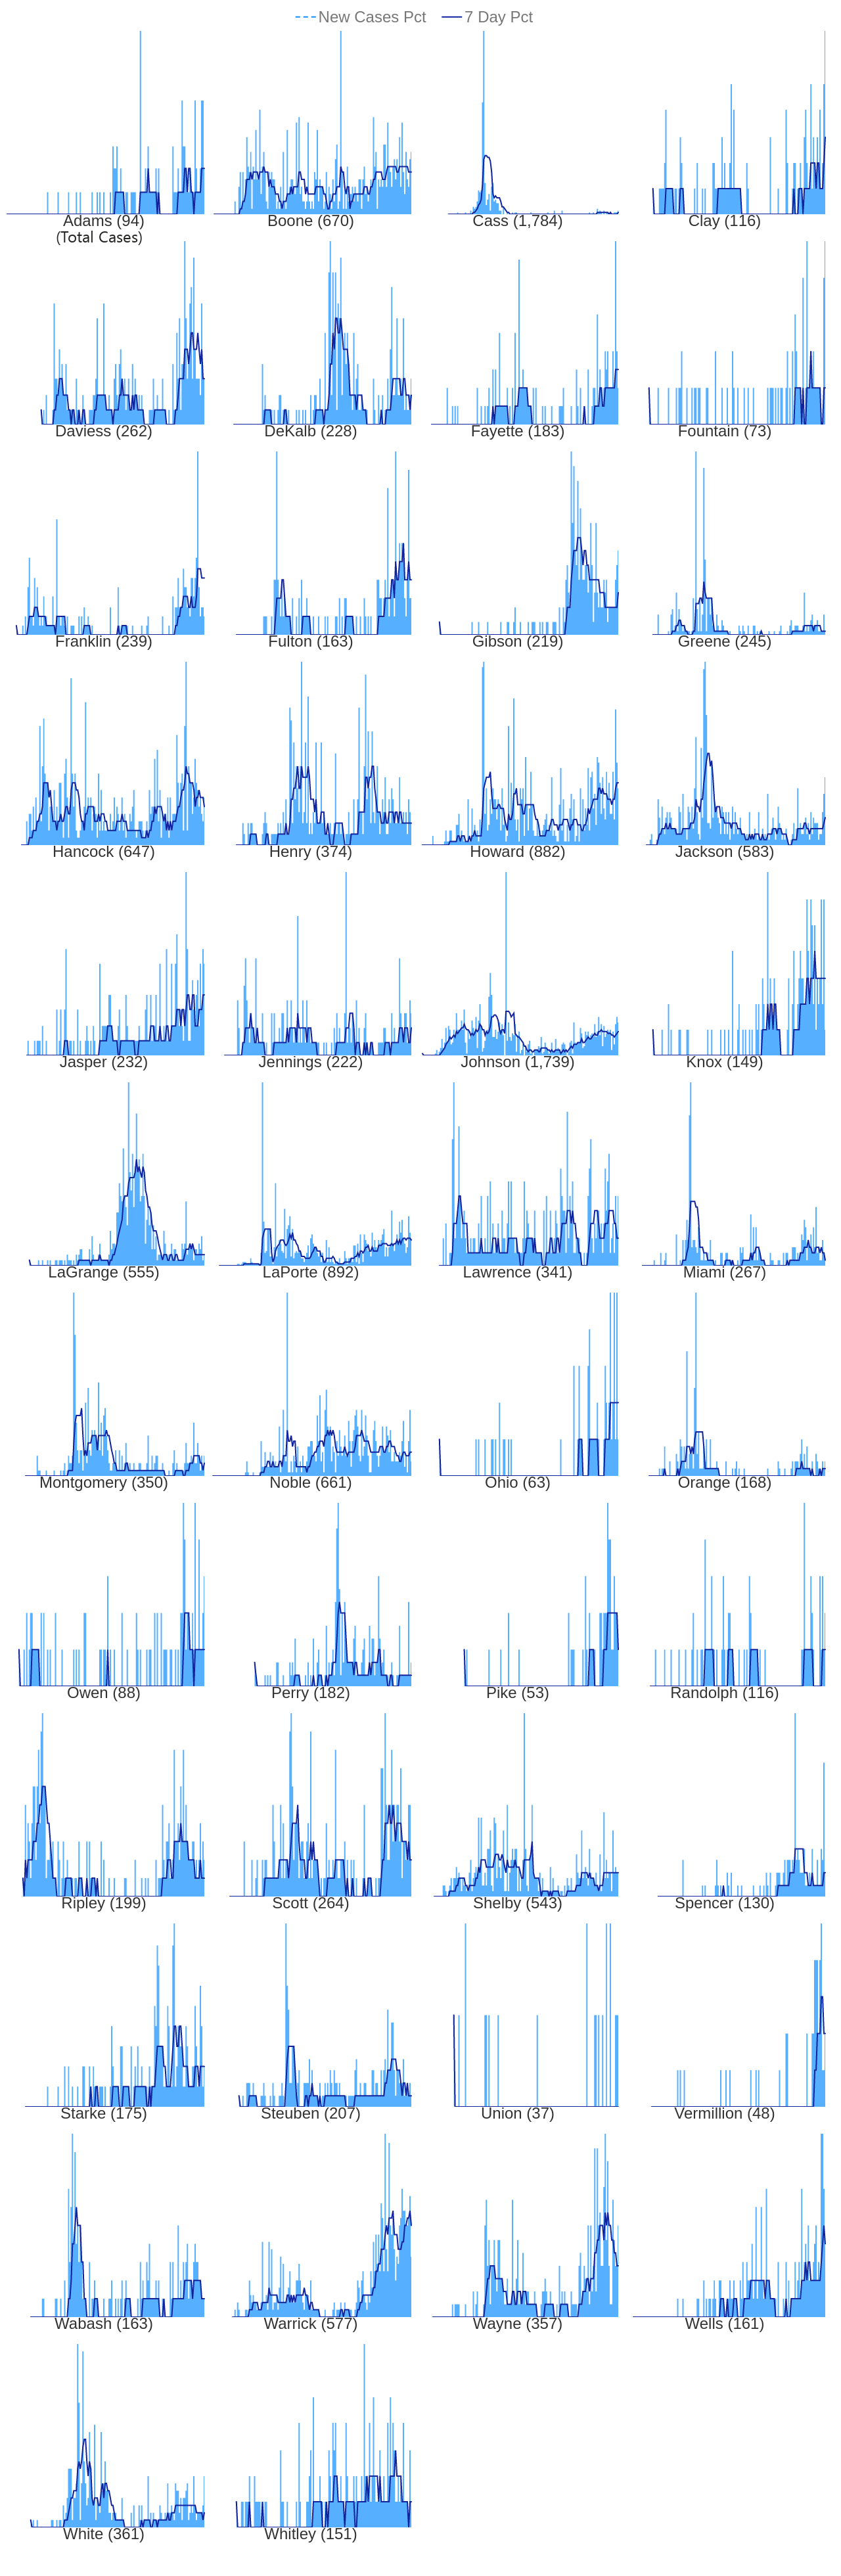 New Cases Pct 7 Day Pct
Adams (94) Boone (670) Cass (1,784) Clay (116)
(Total Cases)
Daviess (262) DeKalb (228) Fayette (183) Fountain (73)
Franklin (239) Fulton (163) Gibson (219) Greene (245)
Hancock (647) Henry (374) Howard (882) Jackson (583)
Jasper (232) Jennings (222) Johnson (1,739) Knox (149)
LaGrange (555) LaPorte (892) Lawrence (341) Miami (267)
Montgomery (350) Noble (661) Ohio (63) Orange (168)
Owen (88) Perry (182) Pike (53) Randolph (116)
Ripley (199) Scott (264) Shelby (543) Spencer (130)
Starke (175) Steuben (207) Union (37) Vermillion (48)
Wabash (163) Warrick (577) Wayne (357) Wells (161)
White (361) Whitley (151)